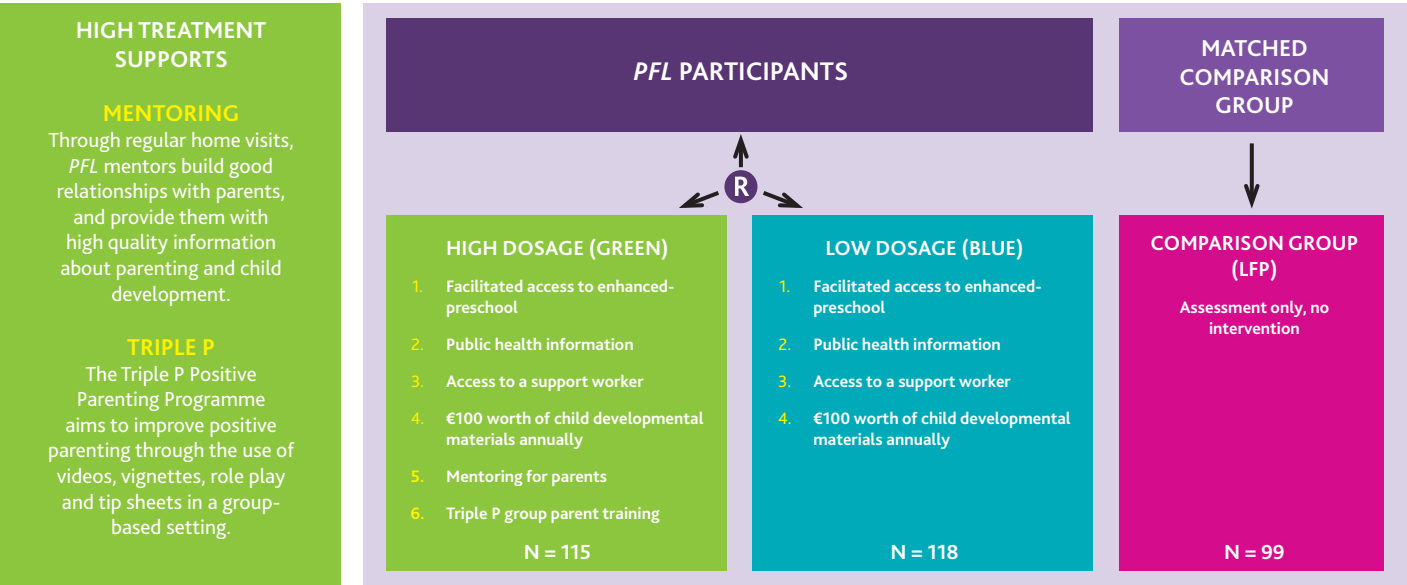 HIGH TREATMENT
SUPPORTS
MENTORING
Through regular home visits,
PFL mentors build good
relationships with parents,
and provide them with
high quality information
about parenting and child
development.
TRIPLE P
The Triple P Positive
Parenting Programme
aims to improve positive
parenting through the use of
videos, vignettes, role play
and tip sheets in a group-
based setting.
PFL PARTICIPANTS
MATCHED
COMPARISON
GROUP
R
HIGH DOSAGE (GREEN)
1. Facilitated access to enhanced-
preschool
2. Public health information
3. Access to a support worker
4. €100 worth of child developmental
materials annually
5. Mentoring for parents
6. Triple P group parent training
N = 115
LOW DOSAGE (BLUE)
1. Facilitated access to enhanced-
preschool
2. Public health information
3. Access to a support worker
4. €100 worth of child developmental
materials annually
N = 118
COMPARISON GROUP
(LFP)
Assessment only, no
intervention
N = 99